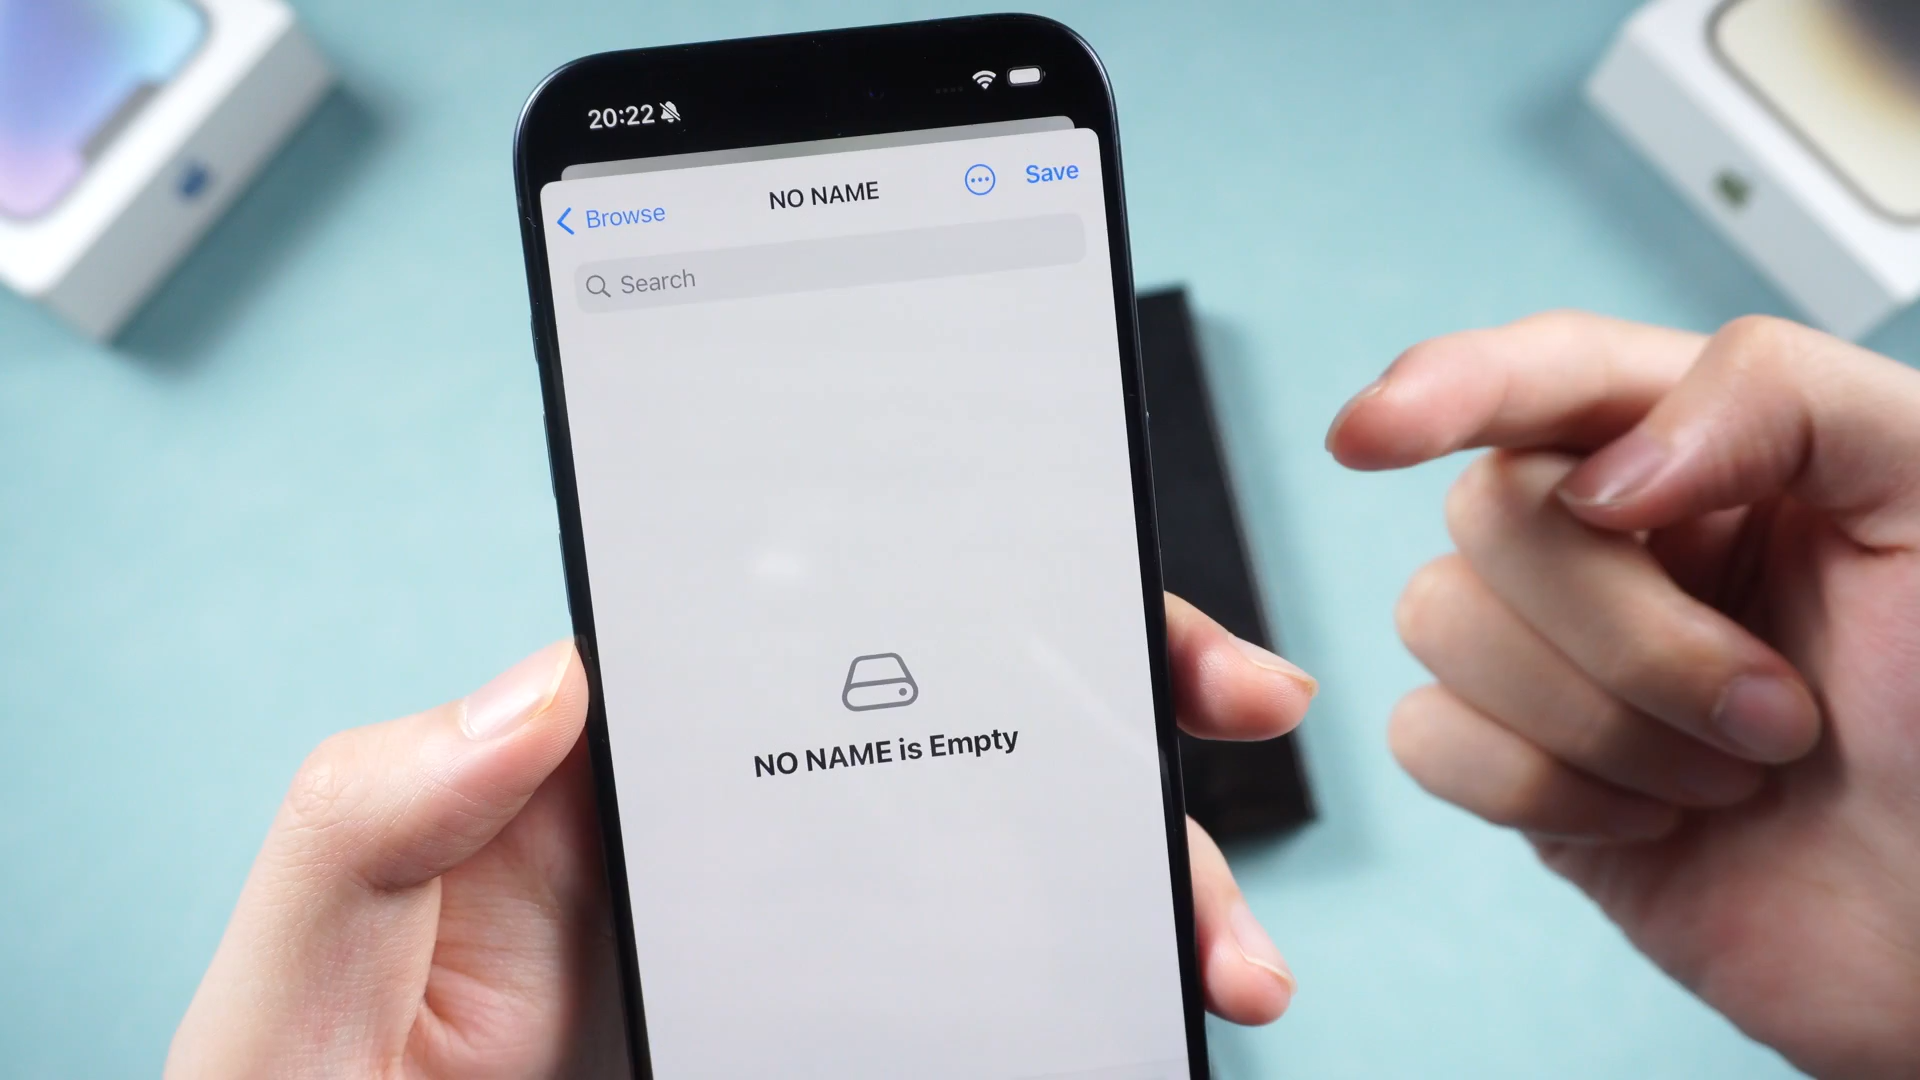 20:22
Browse
NO NAME
Save
Search
NO NAME is Empty